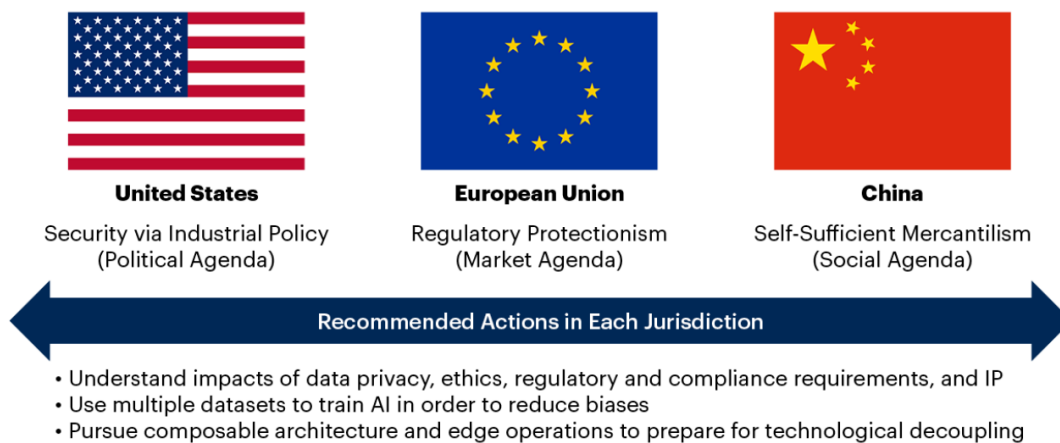 United States
European Union
China
Security via Industrial Policy
(Political Agenda)
Regulatory Protectionism
(Market Agenda)
Self-Sufficient Mercantilism
(Social Agenda)
Recommended Actions in Each Jurisdiction
• Understand impacts of data privacy, ethics, regulatory and compliance requirements, and IP
• Use multiple datasets to train AI in order to reduce biases
• Pursue composable architecture and edge operations to prepare for technological decoupling